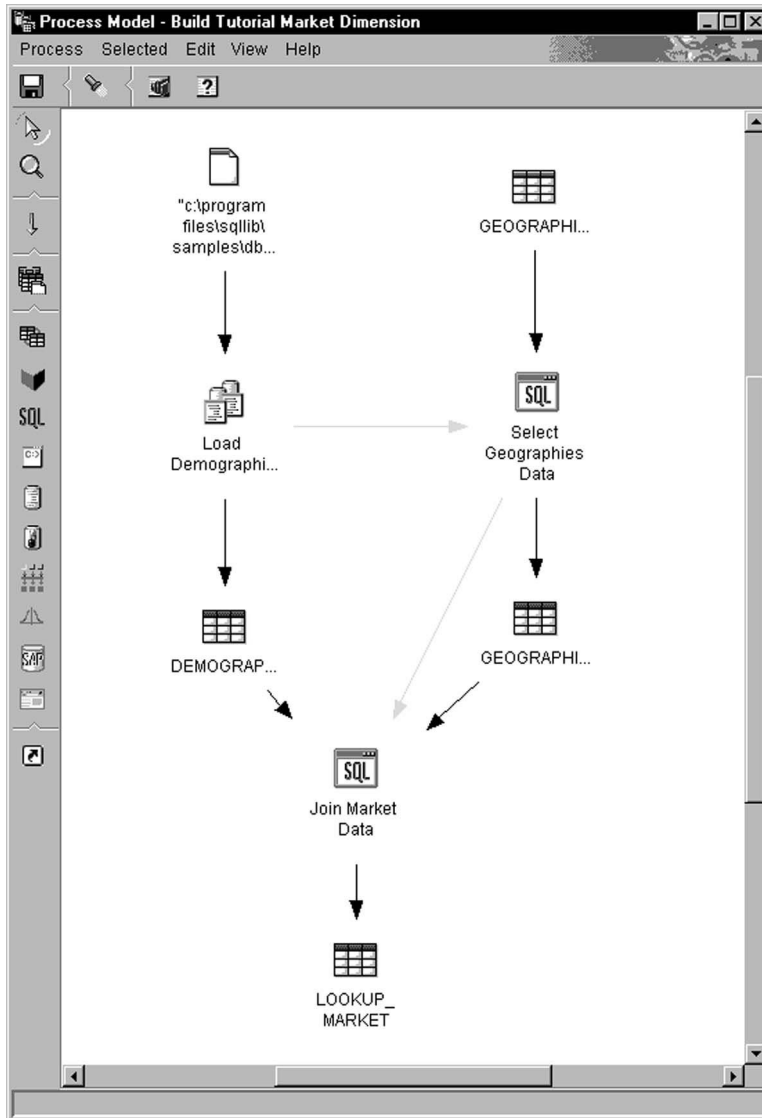 Process Model - Build Tutorial Market Dimension
Process Selected Edit View Help
"c:\program
files\sqllib\
samples\db...
GEOGRAPHI...
SQL
Load
Demographi...
SQL
Select
Geographies
Data
C:>
DEMOGRAP...
GEOGRAPHI...
SAP
SQL
Join Market
Data
LOOKUP_
MARKET